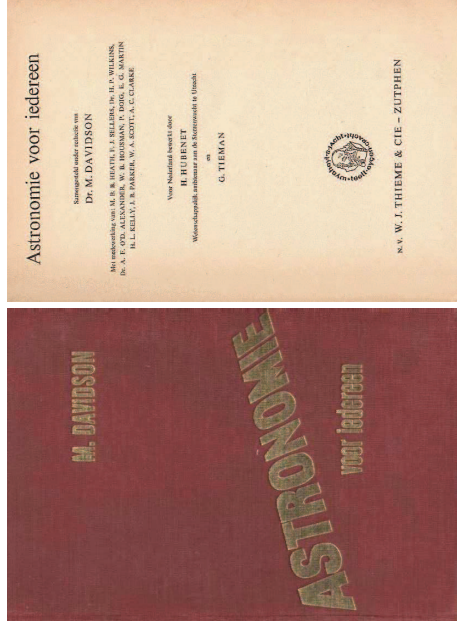 Astronomie voor iedereen
Samengesteld onder redactie van
Dr. M. DAVIDSON
Met medewerking van: M. B. B. HEATH, F. J. SELLERS, Dr. H. P. WILKINS,
Dr. A. F. O'D. ALEXANDER, W. B. HOUSMAN, P. DOIG, E. G. MARTIN
H. L. KELLY, J. B. PARKER, W. A. SCOTT, A. C. CLARKE
Voor Nederland bewerkt door
H. HUBENET
Wetenschappelijk ambtenaar aan de Sterrenwacht te Utrecht
en
G. TIEMAN
N.V. W. J. THIEME & CIE – ZUTPHEN
M. DAVIDSON
ASTRONOMIE
voor iedereen